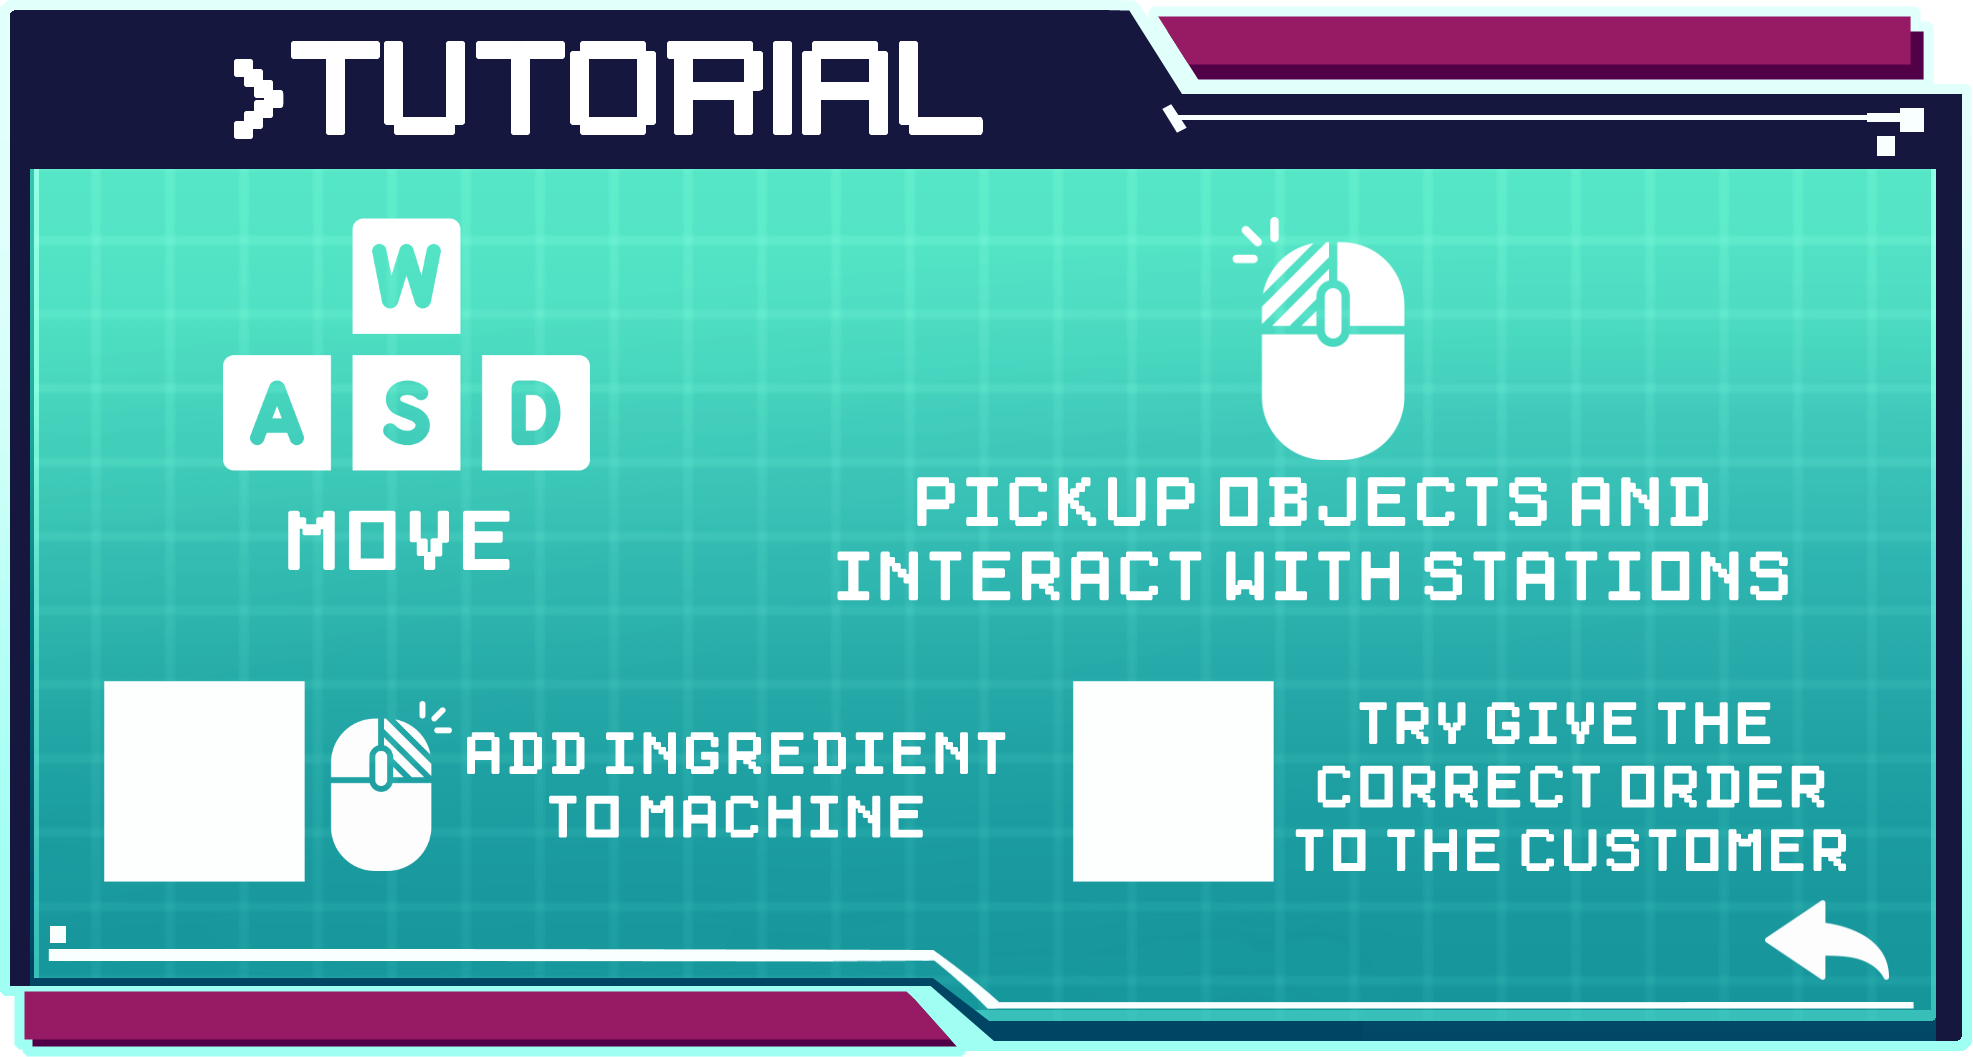 >TUTORIAL
W
A S D
MOVE
PICKUP OBJECTS AND
INTERACT WITH STATIONS
ADD INGREDIENT
TO MACHINE
TRY GIVE THE
CORRECT ORDER
TO THE CUSTOMER